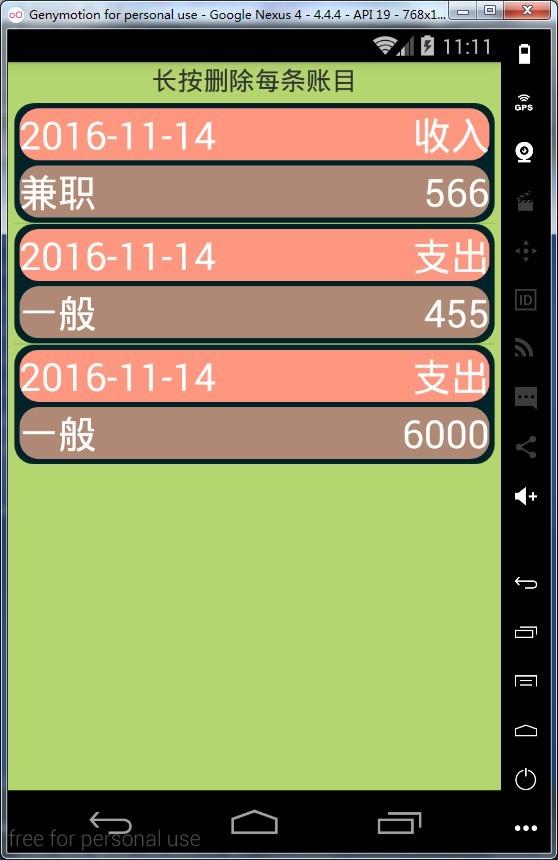 Genymotion for personal use - Google Nexus 4 - 4.4.4 - API 19 - 768x1...
11:11
长按删除每条账目
2016-11-14 收入
兼职 566
2016-11-14 支出
一般 455
2016-11-14 支出
一般 6000
GPS
ID
free for personal use